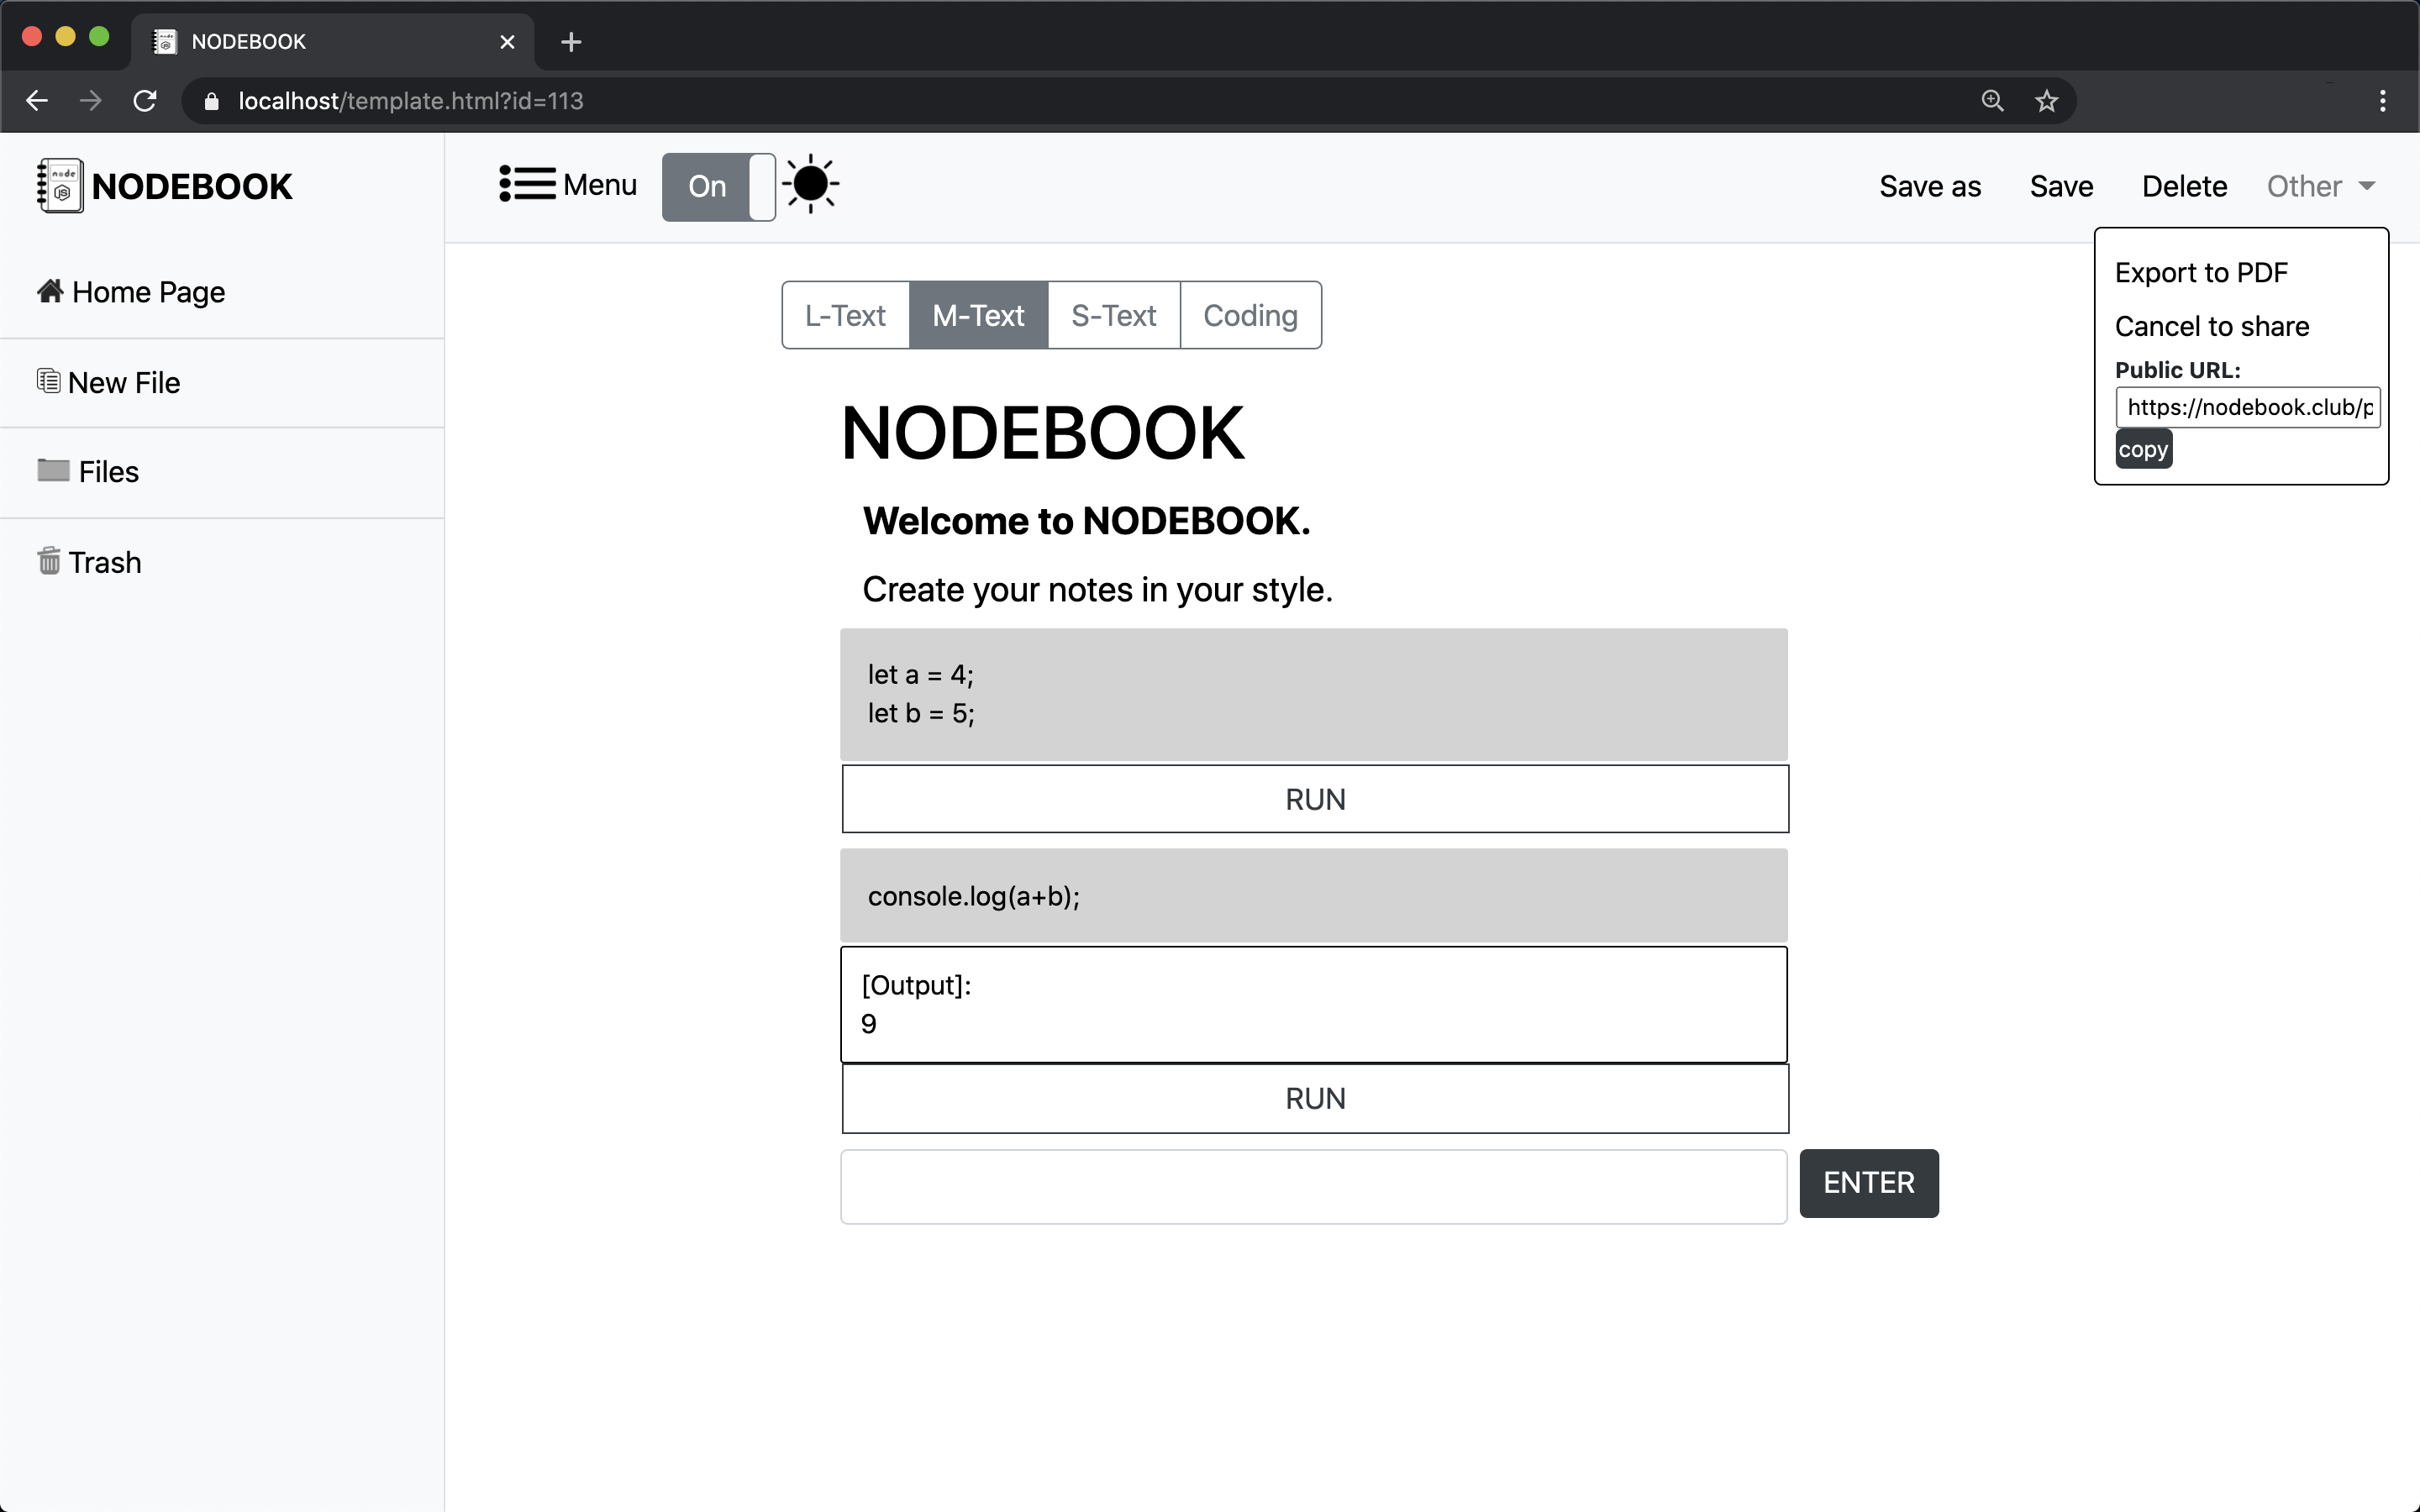 NODEBOOK
localhost/template.html?id=113
node
JS
NODEBOOK
Menu
On
Save as
Save
Delete
Other
Home Page
New File
Files
Trash
Export to PDF
Cancel to share
Public URL:
https://nodebook.club/p
copy
L-Text
M-Text
S-Text
Coding
NODEBOOK
Welcome to NODEBOOK.
Create your notes in your style.
let a = 4;
let b = 5;
RUN
console.log(a+b);
[Output]:
9
RUN
ENTER